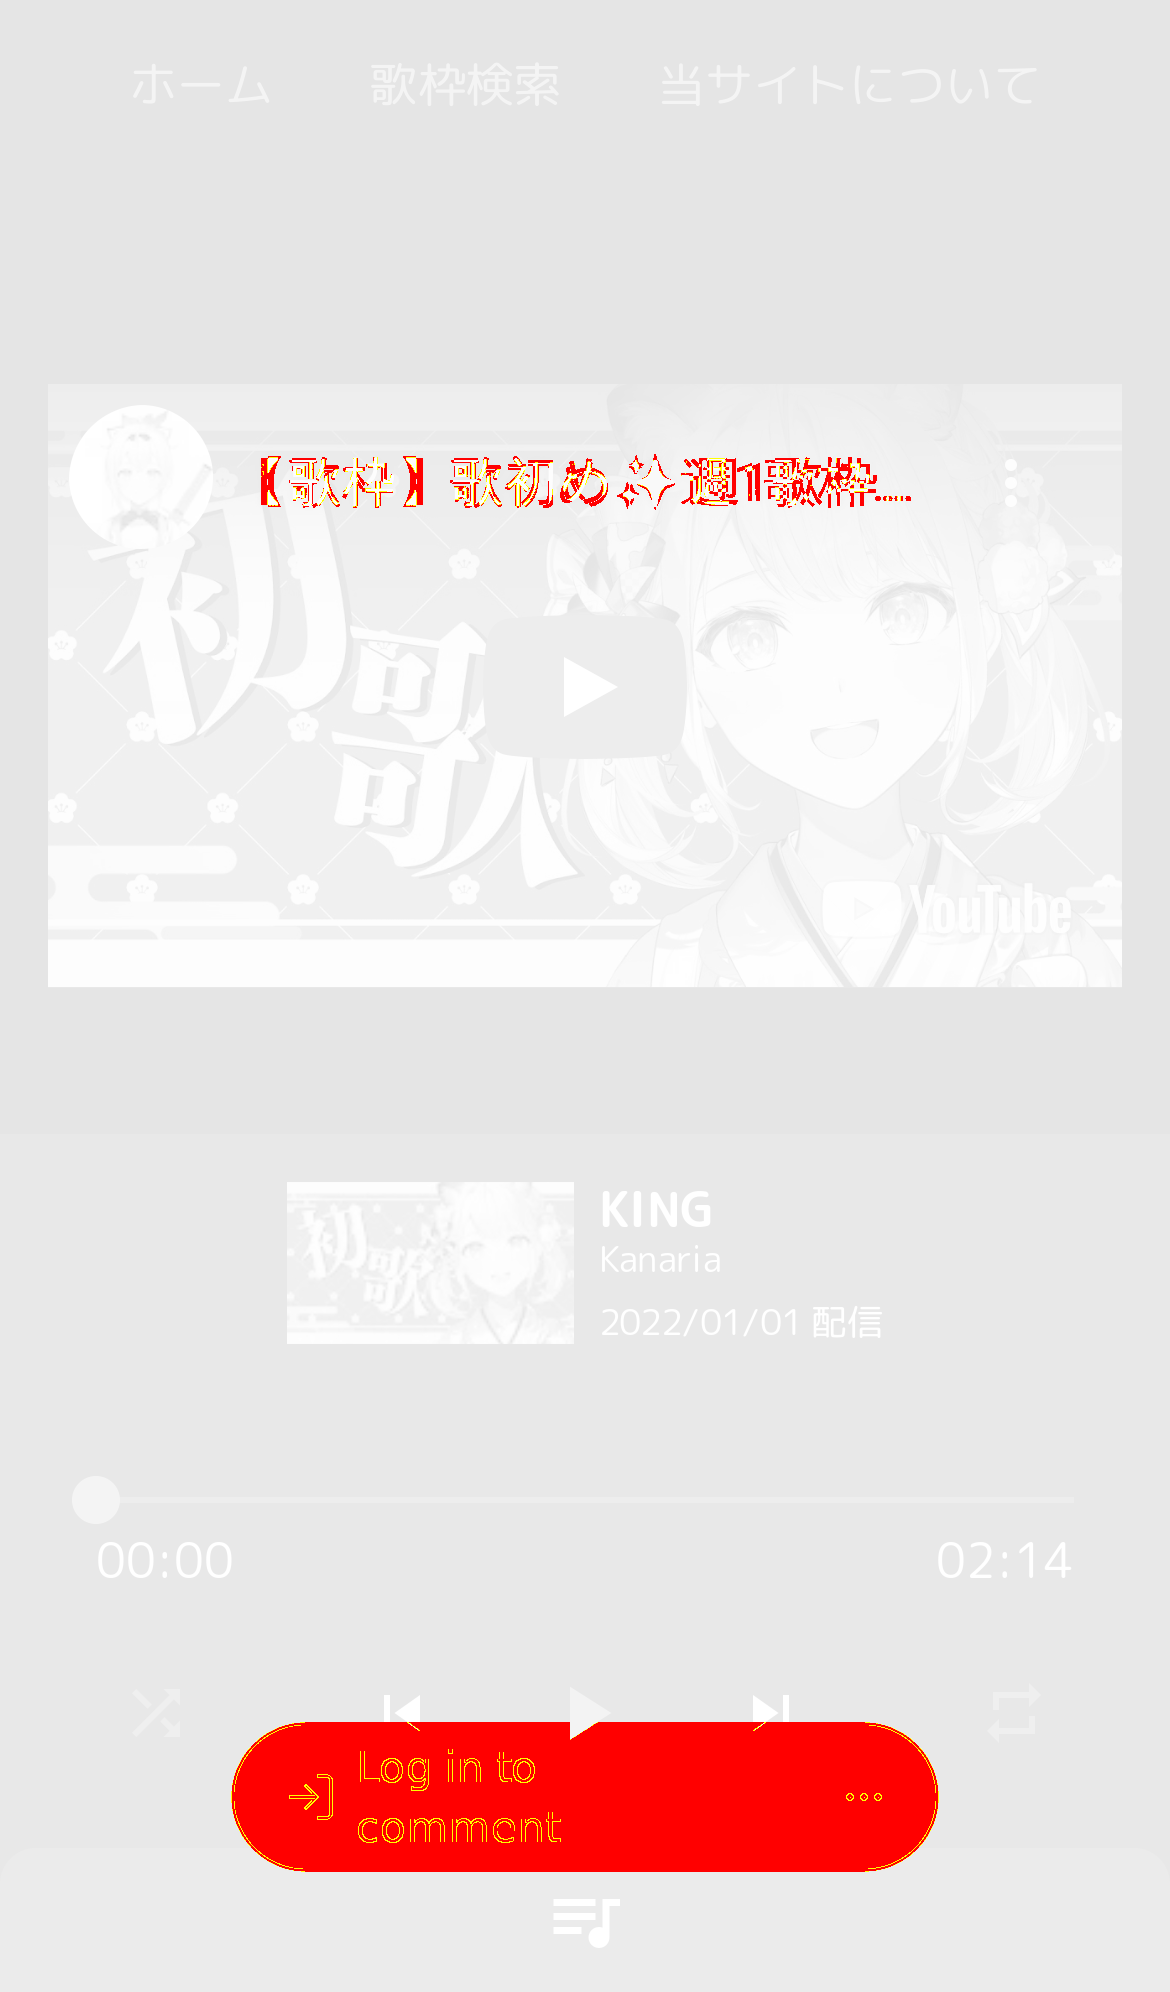 ホーム 歌枠検索 当サイトについて
【歌枠】歌初め✨週1歌枠...
初歌
YouTube
初歌
KING
Kanaria
2022/01/01 配信
00:00 02:14
Log in to
comment